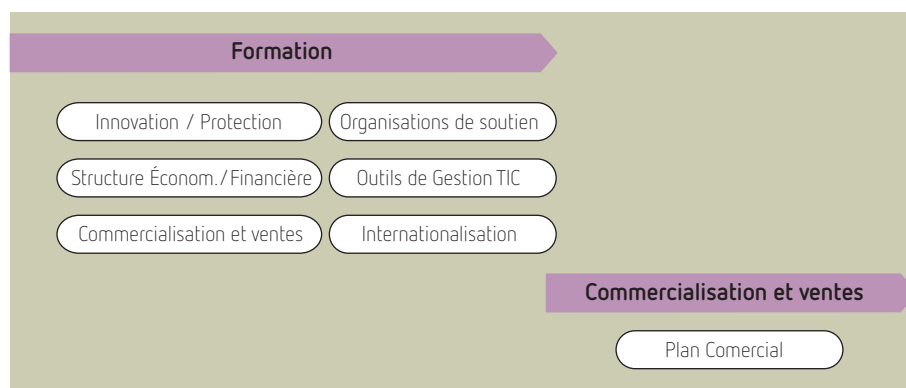 Formation
Innovation / Protection
Organisations de soutien
Structure Économ./Financière
Outils de Gestion TIC
Commercialisation et ventes
Internationalisation
Commercialisation et ventes
Plan Comercial